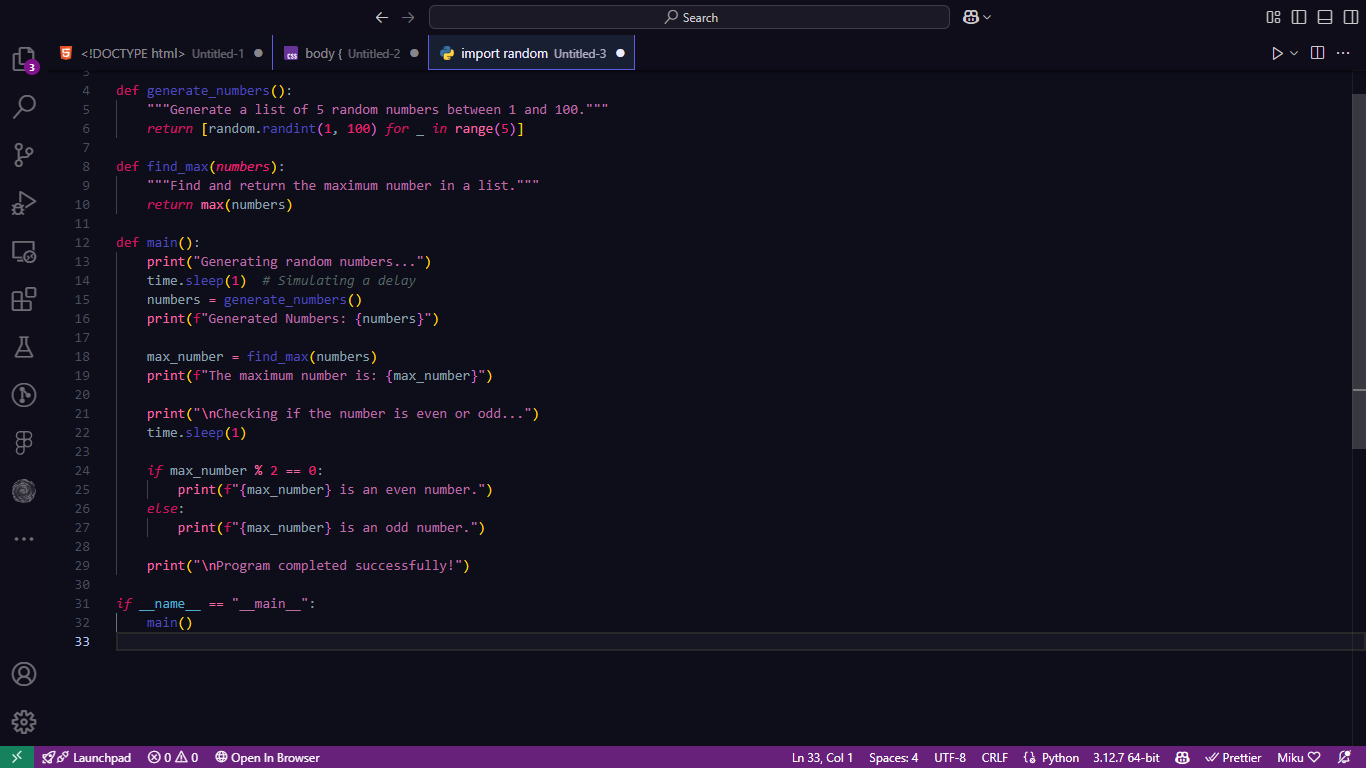 Search
<!DOCTYPE html> Untitled-1
CSS body { Untitled-2
import random Untitled-3
3
3
4 def generate_numbers():
5     """Generate a list of 5 random numbers between 1 and 100."""
6     return [random.randint(1, 100) for _ in range(5)]
7
8 def find_max(numbers):
9     """Find and return the maximum number in a list."""
10     return max(numbers)
11
12 def main():
13     print("Generating random numbers...")
14     time.sleep(1)  # Simulating a delay
15     numbers = generate_numbers()
16     print(f"Generated Numbers: {numbers}")
17
18     max_number = find_max(numbers)
19     print(f"The maximum number is: {max_number}")
20
21     print("\nChecking if the number is even or odd...")
22     time.sleep(1)
23
24     if max_number % 2 == 0:
25         print(f"{max_number} is an even number.")
26     else:
27         print(f"{max_number} is an odd number.")
28
29     print("\nProgram completed successfully!")
30
31 if __name__ == "__main__":
32     main()
33
Launchpad 0 0 Open In Browser Ln 33, Col 1 Spaces: 4 UTF-8 CRLF {} Python 3.12.7 64-bit Prettier Miku ♡